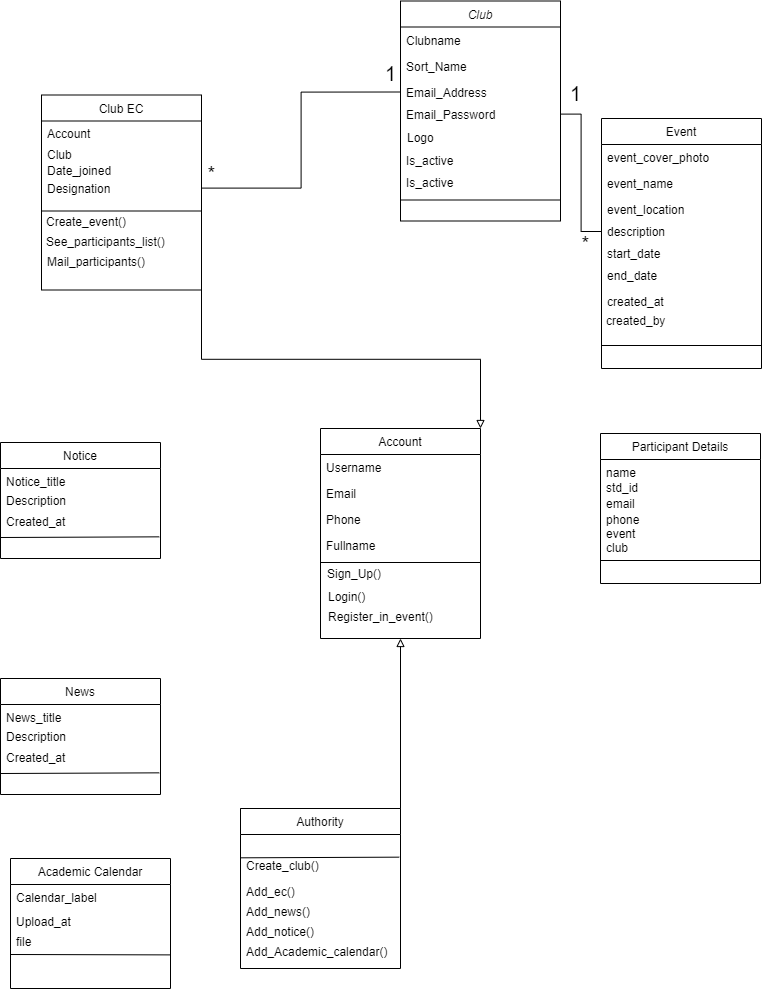 Club
Clubname
Sort_Name
Email_Address
Email_Password
Logo
Is_active
Is_active
1
1
*
*
Club EC
Account
Club
Date_joined
Designation
Create_event()
See_participants_list()
Mail_participants()
Event
event_cover_photo
event_name
event_location
description
start_date
end_date
created_at
created_by
Account
Username
Email
Phone
Fullname
Sign_Up()
Login()
Register_in_event()
Participant Details
name
std_id
email
phone
event
club
Notice
Notice_title
Description
Created_at
News
News_title
Description
Created_at
Authority
Create_club()
Add_ec()
Add_news()
Add_notice()
Add_Academic_calendar()
Academic Calendar
Calendar_label
Upload_at
file